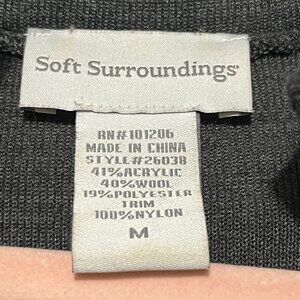 Soft Surroundings®
RN#101206
MADE IN CHINA
STYLE#26038
41%ACRYLIC
40%WOOL
19%POLYESTER
TRIM
100%NYLON
M